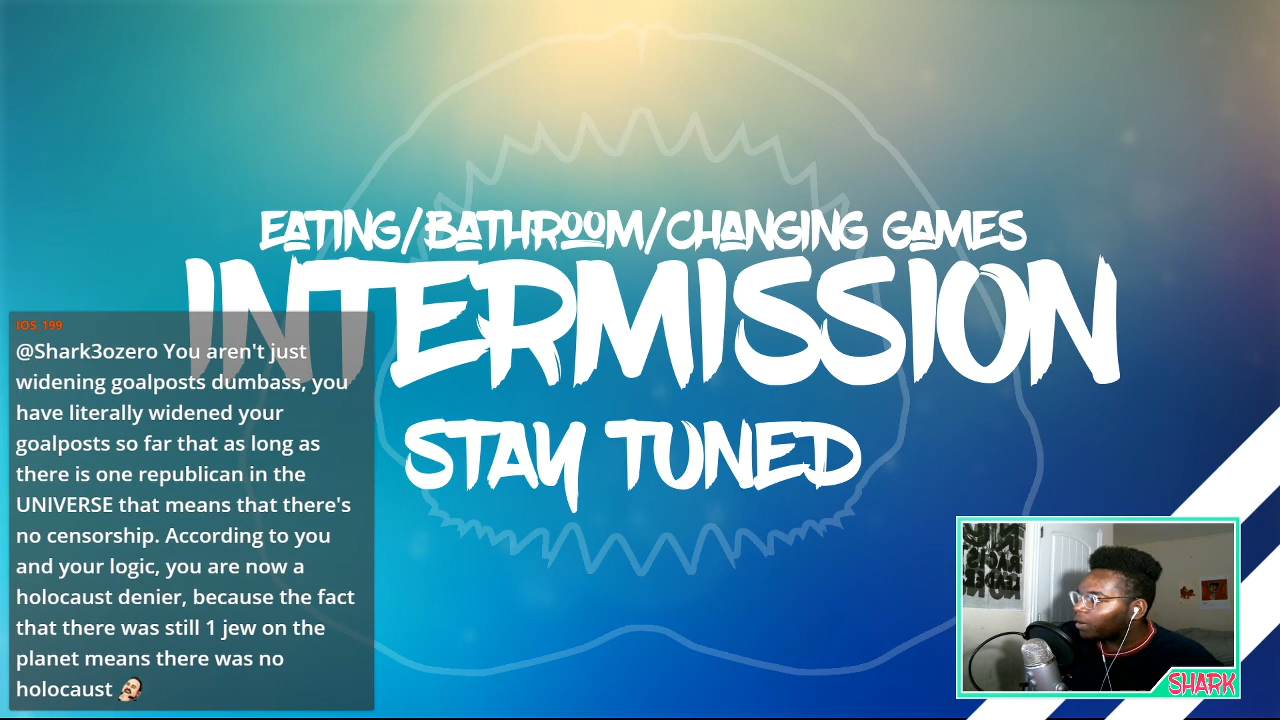 EATING/BATHROOM/CHANGING GAMES
INTERMISSION
STAY TUNED
IOS_199
@Shark3ozero You aren't just
widening goalposts dumbass, you
have literally widened your
goalposts so far that as long as
there is one republican in the
UNIVERSE that means that there's
no censorship. According to you
and your logic, you are now a
holocaust denier, because the fact
that there was still 1 jew on the
planet means there was no
holocaust
SHARK